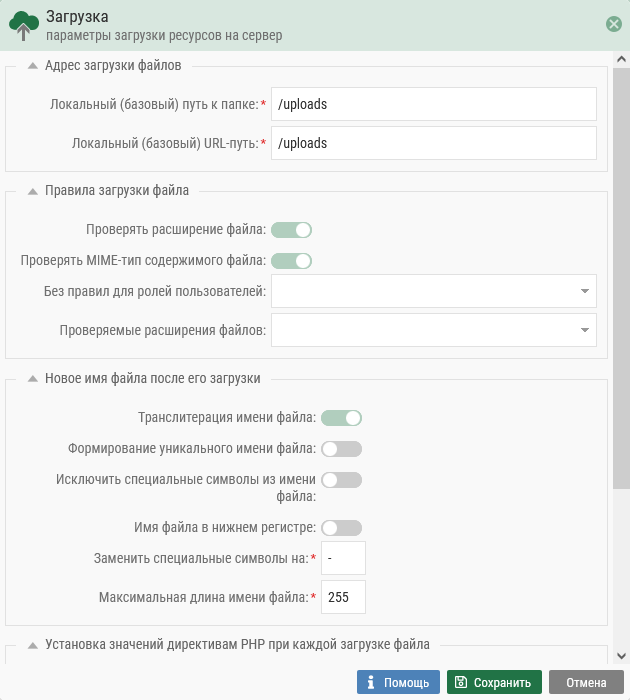 Загрузка
параметры загрузки ресурсов на сервер
Адрес загрузки файлов
Локальный (базовый) путь к папке:* /uploads
Локальный (базовый) URL-путь:* /uploads
Правила загрузки файла
Проверять расширение файла:
Проверять MIME-тип содержимого файла:
Без правил для ролей пользователей:
Проверяемые расширения файлов:
Новое имя файла после его загрузки
Транслитерация имени файла:
Формирование уникального имени файла:
Исключить специальные символы из имени
файла:
Имя файла в нижнем регистре:
Заменить специальные символы на:* -
Максимальная длина имени файла:* 255
Установка значений директивам PHP при каждой загрузке файла
Помощь Сохранить Отмена